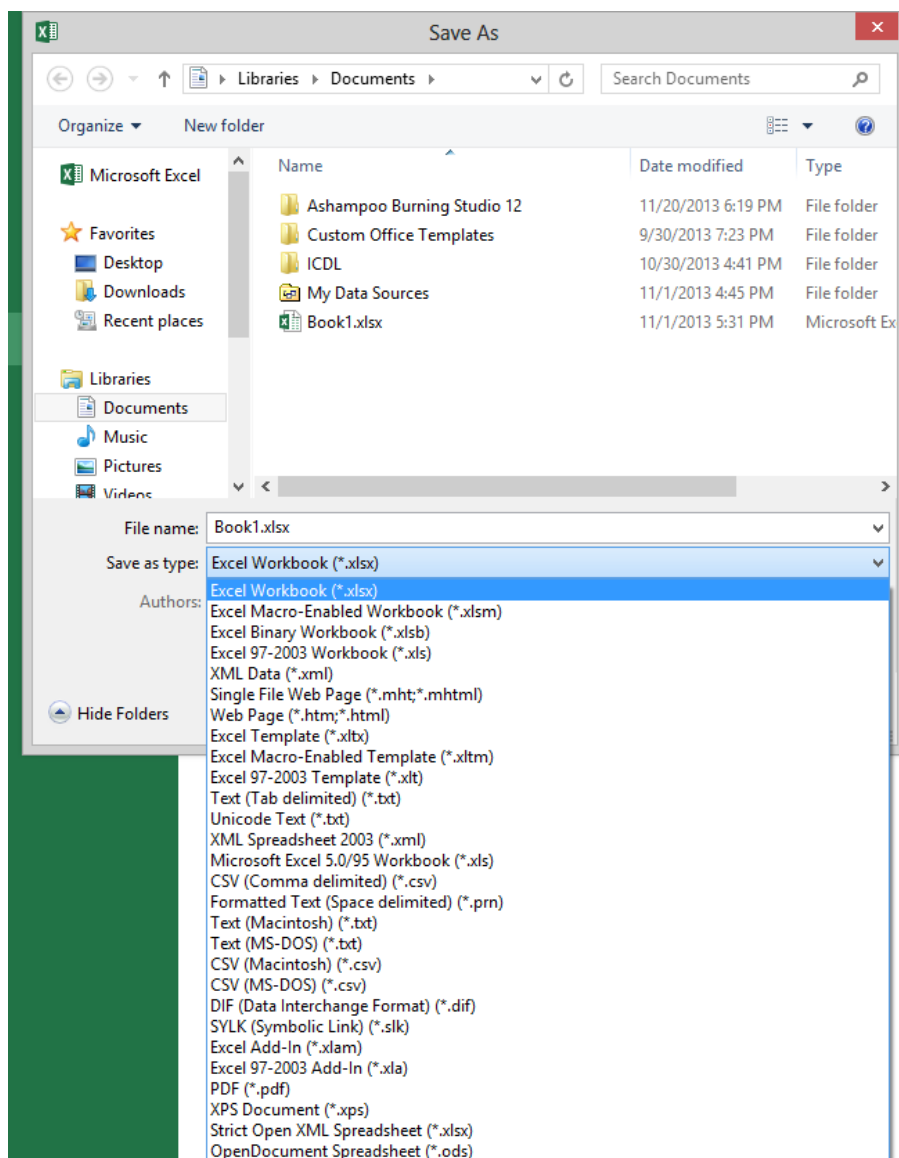 Save As
Libraries Documents Search Documents
Organize New folder
Microsoft Excel
Favorites
Desktop
Downloads
Recent places
Libraries
Documents
Music
Pictures
Videos
Name Date modified Type
Ashampoo Burning Studio 12 11/20/2013 6:19 PM File folder
Custom Office Templates 9/30/2013 7:23 PM File folder
ICDL 10/30/2013 4:41 PM File folder
My Data Sources 11/1/2013 4:45 PM File folder
Book1.xlsx 11/1/2013 5:31 PM Microsoft Ex
File name: Book1.xlsx
Save as type: Excel Workbook (*.xlsx)
Authors:
Hide Folders
Excel Workbook (*.xlsx)
Excel Macro-Enabled Workbook (*.xlsm)
Excel Binary Workbook (*.xlsb)
Excel 97-2003 Workbook (*.xls)
XML Data (*.xml)
Single File Web Page (*.mht;*.mhtml)
Web Page (*.htm;*.html)
Excel Template (*.xltx)
Excel Macro-Enabled Template (*.xltm)
Excel 97-2003 Template (*.xlt)
Text (Tab delimited) (*.txt)
Unicode Text (*.txt)
XML Spreadsheet 2003 (*.xml)
Microsoft Excel 5.0/95 Workbook (*.xls)
CSV (Comma delimited) (*.csv)
Formatted Text (Space delimited) (*.prn)
Text (Macintosh) (*.txt)
Text (MS-DOS) (*.txt)
CSV (Macintosh) (*.csv)
CSV (MS-DOS) (*.csv)
DIF (Data Interchange Format) (*.dif)
SYLK (Symbolic Link) (*.slk)
Excel Add-In (*.xlam)
Excel 97-2003 Add-In (*.xla)
PDF (*.pdf)
XPS Document (*.xps)
Strict Open XML Spreadsheet (*.xlsx)
OpenDocument Spreadsheet (*.ods)